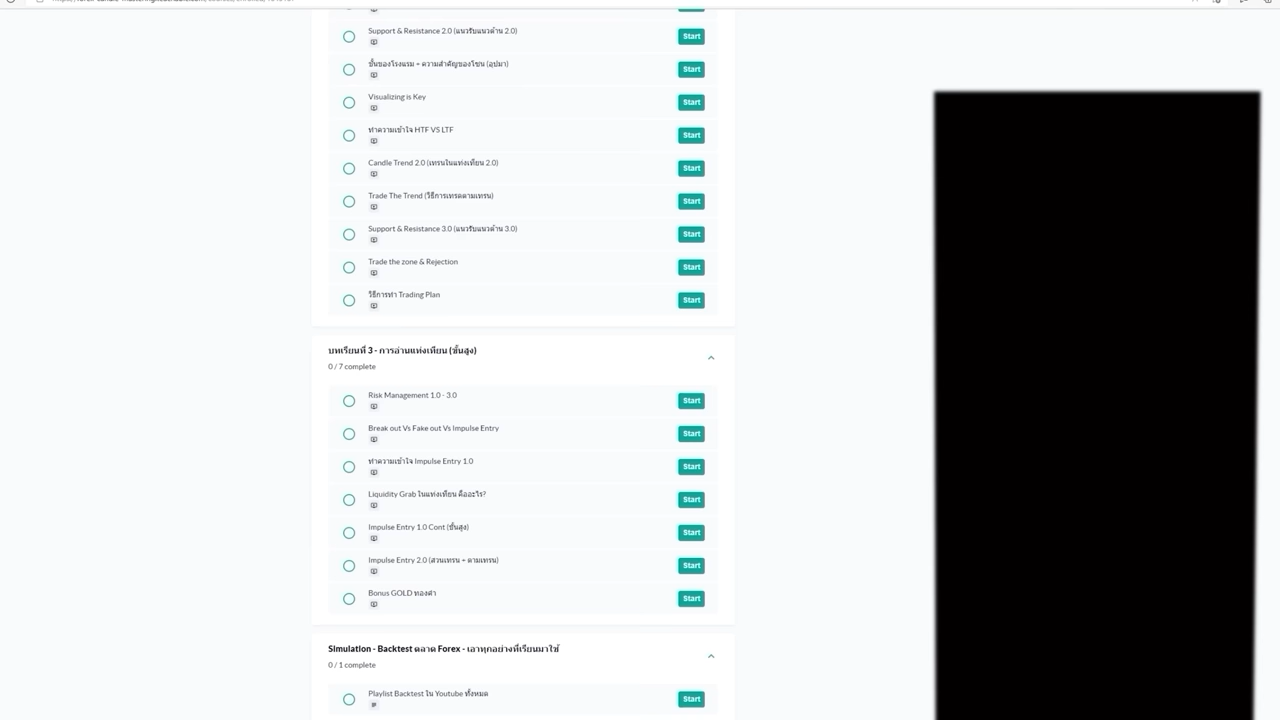 Support & Resistance 2.0 (แนวรับแนวต้าน 2.0)
Start
ชั้นของโรงแรม + ความสำคัญของโซน (อุปมา)
Start
Visualizing is Key
Start
ทำความเข้าใจ HTF VS LTF
Start
Candle Trend 2.0 (เทรนในแท่งเทียน 2.0)
Start
Trade The Trend (วิธีการเทรดตามเทรน)
Start
Support & Resistance 3.0 (แนวรับแนวต้าน 3.0)
Start
Trade the zone & Rejection
Start
วิธีการทำ Trading Plan
Start
บทเรียนที่ 3 - การอ่านแท่งเทียน (ขั้นสูง)
0 / 7 complete
Risk Management 1.0 - 3.0
Start
Break out Vs Fake out Vs Impulse Entry
Start
ทำความเข้าใจ Impulse Entry 1.0
Start
Liquidity Grab ในแท่งเทียน คืออะไร?
Start
Impulse Entry 1.0 Cont (ขั้นสูง)
Start
Impulse Entry 2.0 (สวนเทรน + ตามเทรน)
Start
Bonus GOLD ทองคำ
Start
Simulation - Backtest ตลาด Forex - เอาทุกอย่างที่เรียนมาใช้
0 / 1 complete
Playlist Backtest ใน Youtube ทั้งหมด
Start